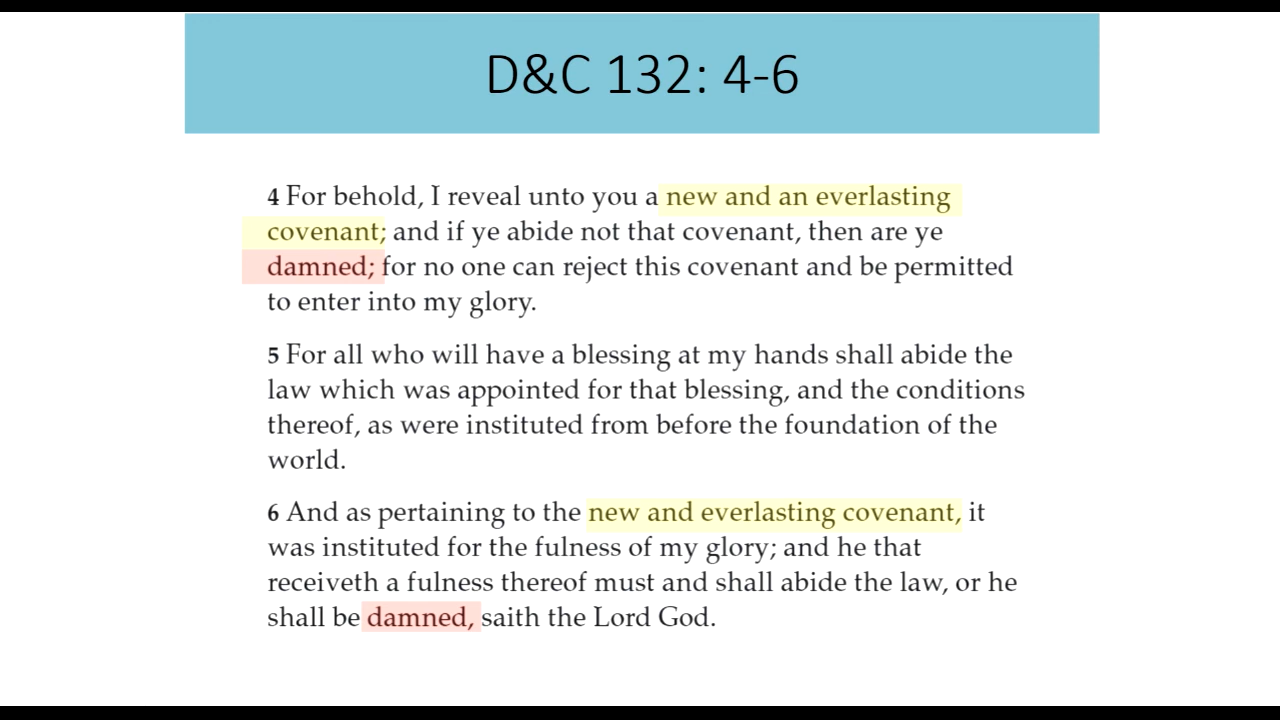 D&C 132: 4-6
4 For behold, I reveal unto you a new and an everlasting
covenant; and if ye abide not that covenant, then are ye
damned; for no one can reject this covenant and be permitted
to enter into my glory.
5 For all who will have a blessing at my hands shall abide the
law which was appointed for that blessing, and the conditions
thereof, as were instituted from before the foundation of the
world.
6 And as pertaining to the new and everlasting covenant, it
was instituted for the fulness of my glory; and he that
receiveth a fulness thereof must and shall abide the law, or he
shall be damned, saith the Lord God.